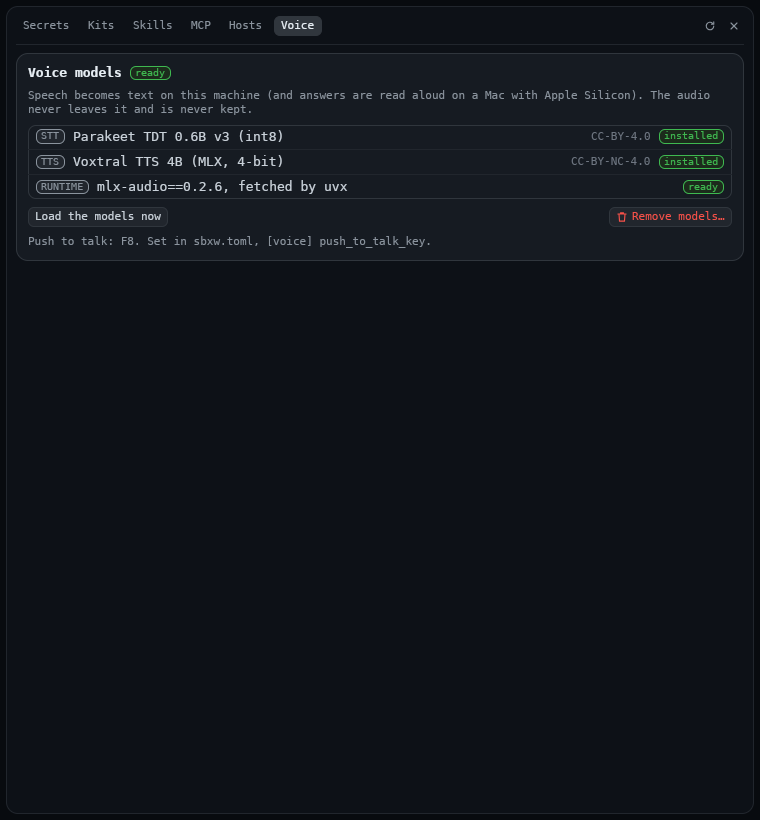 Secrets Kits Skills MCP Hosts Voice
Voice models ready
Speech becomes text on this machine (and answers are read aloud on a Mac with Apple Silicon). The audio
never leaves it and is never kept.
STT Parakeet TDT 0.6B v3 (int8) CC-BY-4.0 installed
TTS Voxtral TTS 4B (MLX, 4-bit) CC-BY-NC-4.0 installed
RUNTIME mlx-audio==0.2.6, fetched by uvx ready
Load the models now Remove models…
Push to talk: F8. Set in sbxw.toml, [voice] push_to_talk_key.